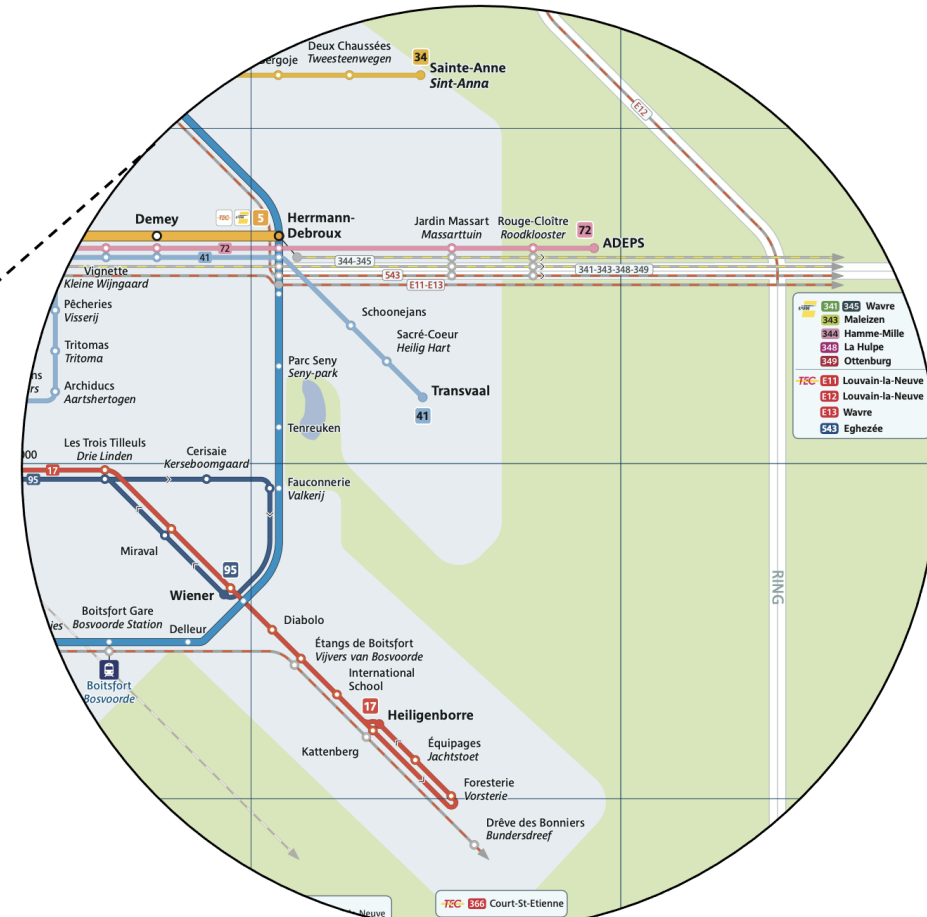 Deux Chaussées
Tweesteenwegen
34
Sainte-Anne
Sint-Anna
E12
Demey
TEC
5
Herrmann-
Debroux
Jardin Massart
Massarttuin
Rouge-Cloître
Roodklooster
72
ADEPS
72
41
344-345
341-343-348-349
543
E11-E13
Vignette
Kleine Wijngaard
Pêcheries
Visserij
Tritomas
Tritoma
Archiducs
Aartshertogen
Schoonejans
Sacré-Coeur
Heilig Hart
Parc Seny
Seny-park
Transvaal
41
Tenreuken
341 345 Wavre
343 Maleizen
344 Hamme-Mille
348 La Hulpe
349 Ottenburg
TEC E11 Louvain-la-Neuve
E12 Louvain-la-Neuve
E13 Wavre
543 Eghezée
Les Trois Tilleuls
Drie Linden
Cerisaie
Kerseboomgaard
17
95
Fauconnerie
Valkerij
Miraval
95
Wiener
RING
Boitsfort Gare
Bosvoorde Station
Delleur
Diabolo
Étangs de Boitsfort
Vijvers van Bosvoorde
International
School
Boitsfort
Bosvoorde
17
Heiligenborre
Kattenberg
Équipages
Jachtstoet
Foresterie
Vorsterie
Drêve des Bonniers
Bundersdreef
TEC 366 Court-St-Etienne
Neuve